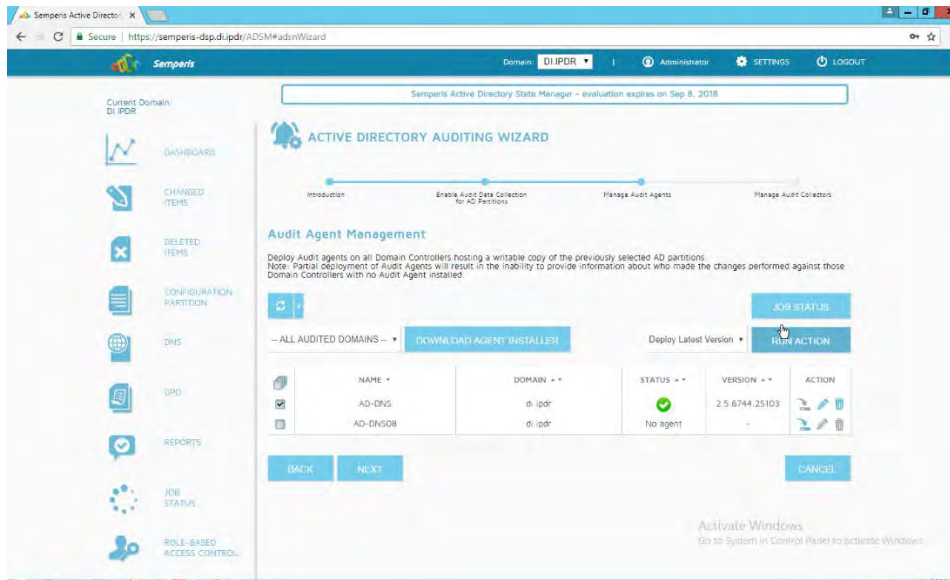 Semperis Active Director
Secure | https://semperis-dsp.di.ipdr/ADSM#adsnWizard
Semperis
Domain: DI.IPDR
Administrator
SETTINGS
LOGOUT
Current Domain:
DI.IPDR
Semperis Active Directory State Manager - evaluation expires on Sep 8, 2018
ACTIVE DIRECTORY AUDITING WIZARD
Introduction
Enable Audit Data Collection
for AD Partitions
Manage Audit Agents
Manage Audit Collectors
DASHBOARD
CHANGED
ITEMS
DELETED
ITEMS
CONFIGURATION
PARTITION
DNS
GPO
REPORTS
JOB
STATUS
ROLE-BASED
ACCESS CONTROL
Audit Agent Management
Deploy Audit agents on all Domain Controllers hosting a writable copy of the previously selected AD partitions.
Note: Partial deployment of Audit Agents will result in the inability to provide information about who made the changes performed against those
Domain Controllers with no Audit Agent installed.
JOB STATUS
-- ALL AUDITED DOMAINS --
DOWNLOAD AGENT INSTALLER
Deploy Latest Version
RUN ACTION
NAME DOMAIN STATUS VERSION ACTION
AD-DNS di.ipdr 2.5.6744.25103
AD-DNS08 di.ipdr No agent -
BACK
NEXT
CANCEL
Activate Windows
Go to System in Control Panel to activate Windows.